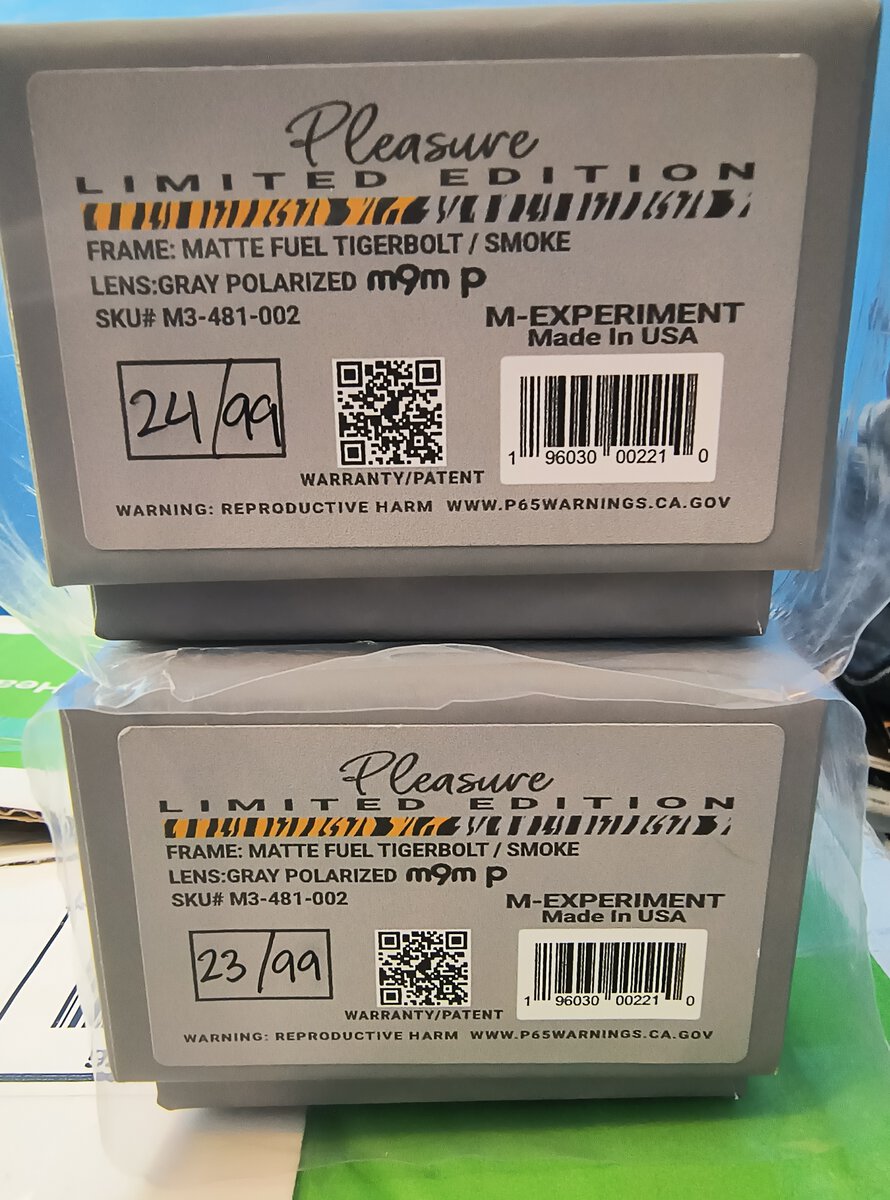 Pleasure
LIMITED EDITION
FRAME: MATTE FUEL TIGERBOLT / SMOKE
LENS:GRAY POLARIZED m9m p
SKU# M3-481-002
M-EXPERIMENT
Made In USA
24/99
1 96030 00221 0
WARRANTY/PATENT
WARNING: REPRODUCTIVE HARM WWW.P65WARNINGS.CA.GOV
Pleasure
LIMITED EDITION
FRAME: MATTE FUEL TIGERBOLT / SMOKE
LENS:GRAY POLARIZED m9m p
SKU# M3-481-002
M-EXPERIMENT
Made In USA
23/99
1 96030 00221 0
WARRANTY/PATENT
WARNING: REPRODUCTIVE HARM WWW.P65WARNINGS.CA.GOV